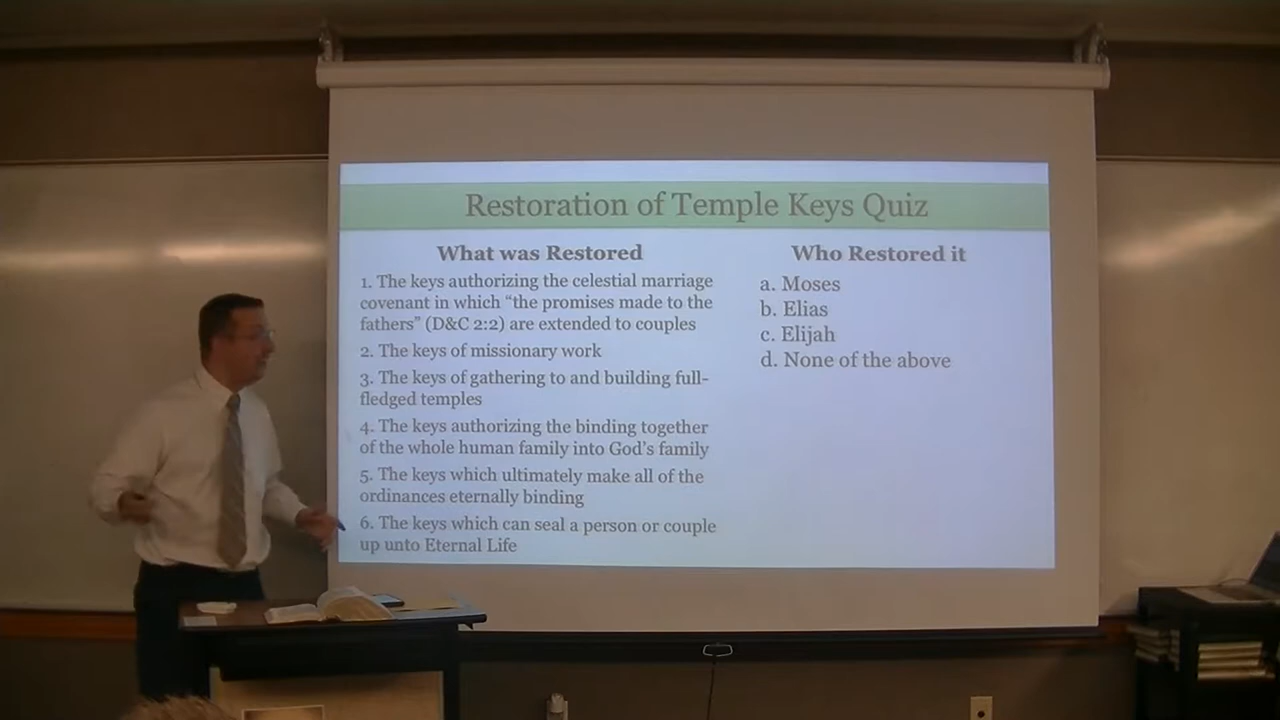 Restoration of Temple Keys Quiz
What was Restored
1. The keys authorizing the celestial marriage
covenant in which “the promises made to the
fathers” (D&C 2:2) are extended to couples
2. The keys of missionary work
3. The keys of gathering to and building full-
fledged temples
4. The keys authorizing the binding together
of the whole human family into God’s family
5. The keys which ultimately make all of the
ordinances eternally binding
6. The keys which can seal a person or couple
up unto Eternal Life
Who Restored it
a. Moses
b. Elias
c. Elijah
d. None of the above